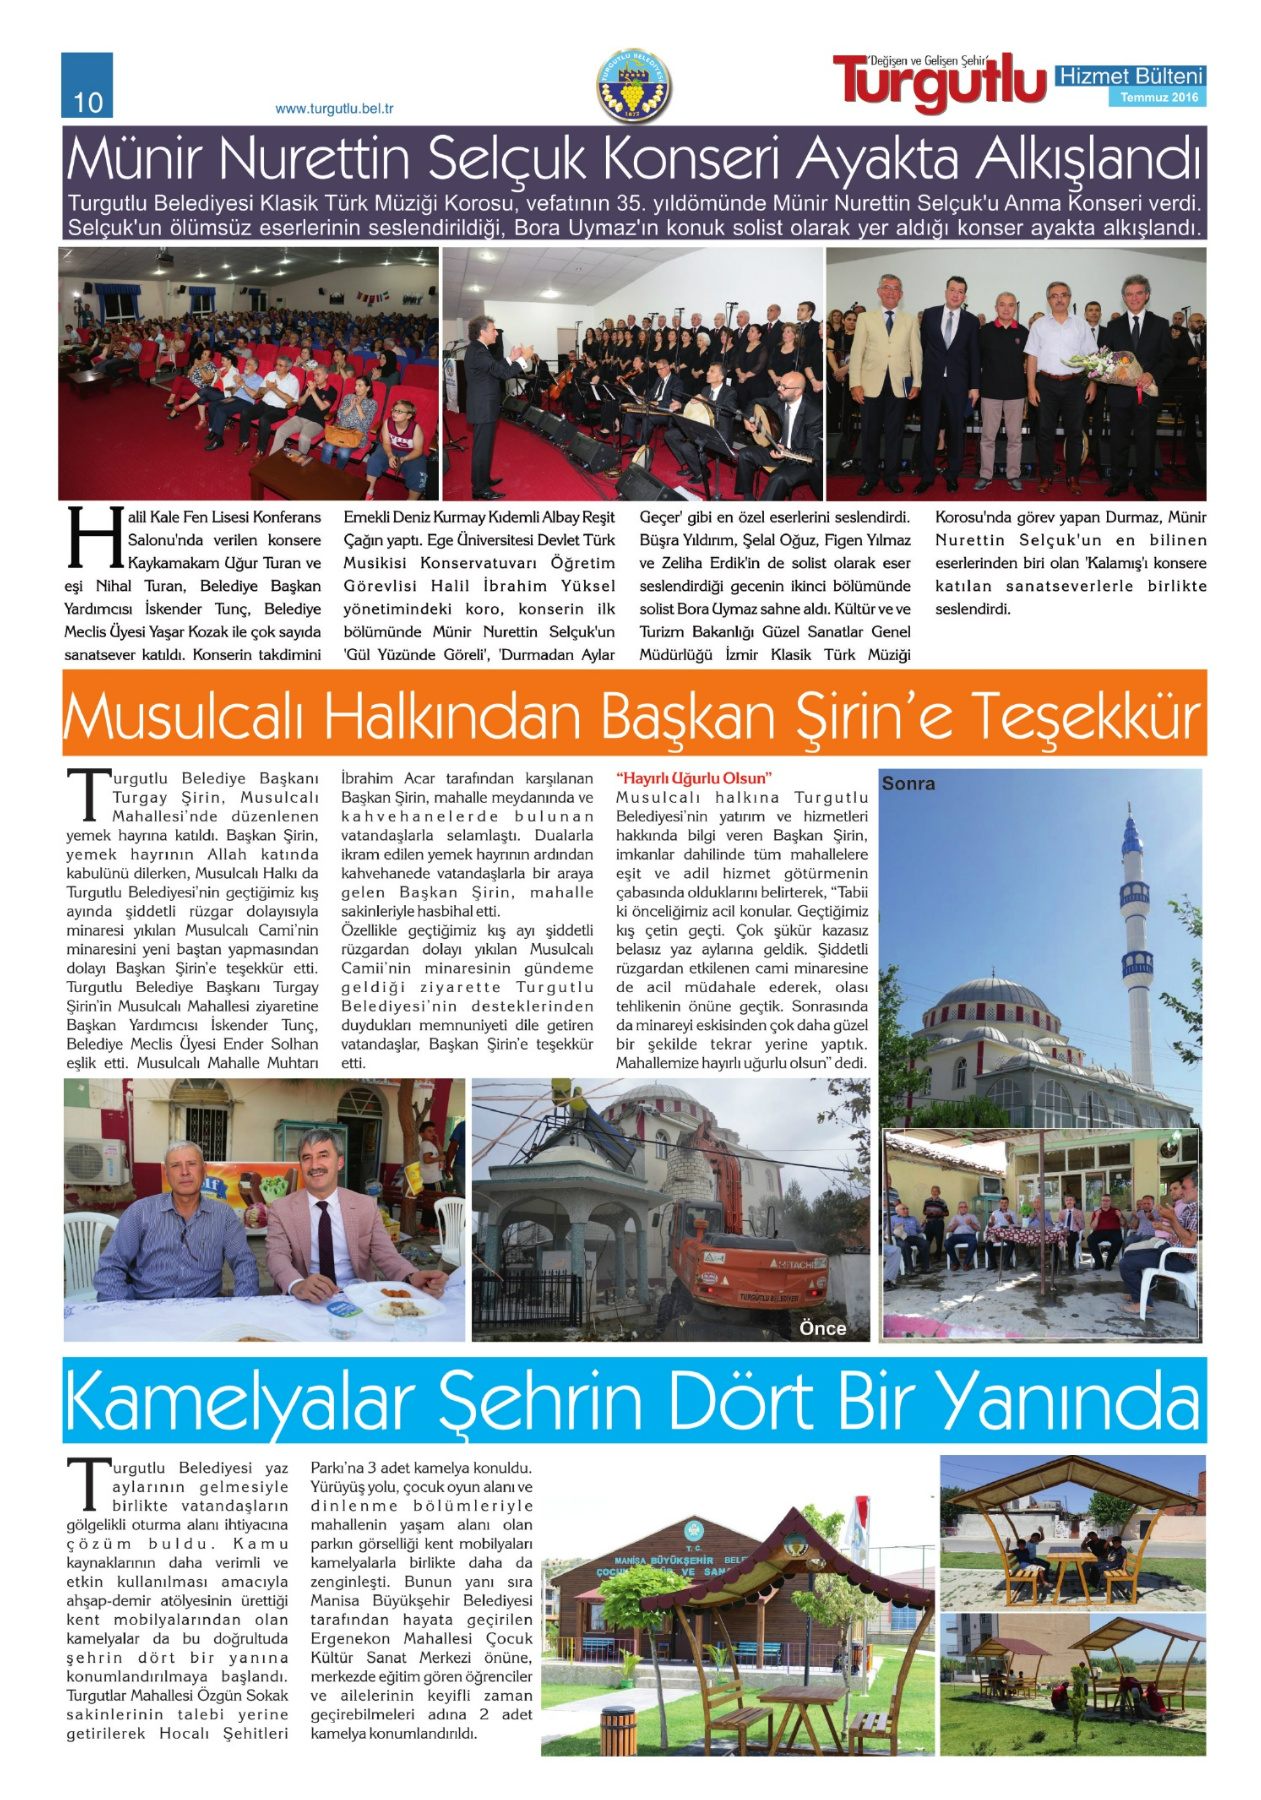 10
www.turgutlu.bel.tr
TURGUTLU BELEDİYESİ
1877
'Değişen ve Gelişen Şehir'
Turgutlu
Hizmet Bülteni
Temmuz 2016
Münir Nurettin Selçuk Konseri Ayakta Alkışlandı
Turgutlu Belediyesi Klasik Türk Müziği Korosu, vefatının 35. yıldömünde Münir Nurettin Selçuk'u Anma Konseri verdi.
Selçuk'un ölümsüz eserlerinin seslendirildiği, Bora Uymaz'ın konuk solist olarak yer aldığı konser ayakta alkışlandı.
Halil Kale Fen Lisesi Konferans
Salonu'nda verilen konsere
Kaykamakam Uğur Turan ve
eşi Nihal Turan, Belediye Başkan
Yardımcısı İskender Tunç, Belediye
Meclis Üyesi Yaşar Kozak ile çok sayıda
sanatsever katıldı. Konserin takdimini
Emekli Deniz Kurmay Kıdemli Albay Reşit
Çağın yaptı. Ege Üniversitesi Devlet Türk
Musikisi Konservatuvarı Öğretim
Görevlisi Halil İbrahim Yüksel
yönetimindeki koro, konserin ilk
bölümünde Münir Nurettin Selçuk'un
'Gül Yüzünde Göreli', 'Durmadan Aylar
Geçer' gibi en özel eserlerini seslendirdi.
Büşra Yıldırım, Şelal Oğuz, Figen Yılmaz
ve Zeliha Erdik'in de solist olarak eser
seslendirdiği gecenin ikinci bölümünde
solist Bora Uymaz sahne aldı. Kültür ve ve
Turizm Bakanlığı Güzel Sanatlar Genel
Müdürlüğü İzmir Klasik Türk Müziği
Korosu'nda görev yapan Durmaz, Münir
Nurettin Selçuk'un en bilinen
eserlerinden biri olan 'Kalamış'ı konsere
katılan sanatseverlerle birlikte
seslendirdi.
Musulcalı Halkından Başkan Şirin'e Teşekkür
Turgutlu Belediye Başkanı
Turgay Şirin, Musulcalı
Mahallesi'nde düzenlenen
yemek hayrına katıldı. Başkan Şirin,
yemek hayrının Allah katında
kabulünü dilerken, Musulcalı Halkı da
Turgutlu Belediyesi'nin geçtiğimiz kış
ayında şiddetli rüzgar dolayısıyla
minaresi yıkılan Musulcalı Cami'nin
minaresini yeni baştan yapmasından
dolayı Başkan Şirin'e teşekkür etti.
Turgutlu Belediye Başkanı Turgay
Şirin'in Musulcalı Mahallesi ziyaretine
Başkan Yardımcısı İskender Tunç,
Belediye Meclis Üyesi Ender Solhan
eşlik etti. Musulcalı Mahalle Muhtarı
İbrahim Acar tarafından karşılanan
Başkan Şirin, mahalle meydanında ve
kahvehanelerde bulunan
vatandaşlarla selamlaştı. Dualarla
ikram edilen yemek hayrının ardından
kahvehanede vatandaşlarla bir araya
gelen Başkan Şirin, mahalle
sakinleriyle hasbihal etti.
Özellikle geçtiğimiz kış ayı şiddetli
rüzgardan dolayı yıkılan Musulcalı
Camii'nin minaresinin gündeme
geldiği ziyarette Turgutlu
Belediyesi'nin desteklerinden
duydukları memnuniyeti dile getiren
vatandaşlar, Başkan Şirin'e teşekkür
etti.
“Hayırlı Uğurlu Olsun”
Musulcalı halkına Turgutlu
Belediyesi'nin yatırım ve hizmetleri
hakkında bilgi veren Başkan Şirin,
imkanlar dahilinde tüm mahallelere
eşit ve adil hizmet götürmenin
çabasında olduklarını belirterek, “Tabii
ki önceliğimiz acil konular. Geçtiğimiz
kış çetin geçti. Çok şükür kazasız
belasız yaz aylarına geldik. Şiddetli
rüzgardan etkilenen cami minaresine
de acil müdahale ederek, olası
tehlikenin önüne geçtik. Sonrasında
da minareyi eskisinden çok daha güzel
bir şekilde tekrar yerine yaptık.
Mahallemize hayırlı uğurlu olsun” dedi.
Sonra
HITACHI
TURGUTLU BELEDİYESİ
Önce
Kamelyalar Şehrin Dört Bir Yanında
Turgutlu Belediyesi yaz
aylarının gelmesiyle
birlikte vatandaşların
gölgelikli oturma alanı ihtiyacına
çözüm buldu. Kamu
kaynaklarının daha verimli ve
etkin kullanılması amacıyla
ahşap-demir atölyesinin ürettiği
kent mobilyalarından olan
kamelyalar da bu doğrultuda
şehrin dört bir yanına
konumlandırılmaya başlandı.
Turgutlar Mahallesi Özgün Sokak
sakinlerinin talebi yerine
getirilerek Hocalı Şehitleri
Parkı'na 3 adet kamelya konuldu.
Yürüyüş yolu, çocuk oyun alanı ve
dinlenme bölümleriyle
mahallenin yaşam alanı olan
parkın görselliği kent mobilyaları
kamelyalarla birlikte daha da
zenginleşti. Bunun yanı sıra
Manisa Büyükşehir Belediyesi
tarafından hayata geçirilen
Ergenekon Mahallesi Çocuk
Kültür Sanat Merkezi önüne,
merkezde eğitim gören öğrenciler
ve ailelerinin keyifli zaman
geçirebilmeleri adına 2 adet
kamelya konumlandırıldı.
T.C.
MANİSA BÜYÜKŞEHİR BELE
VE SAN